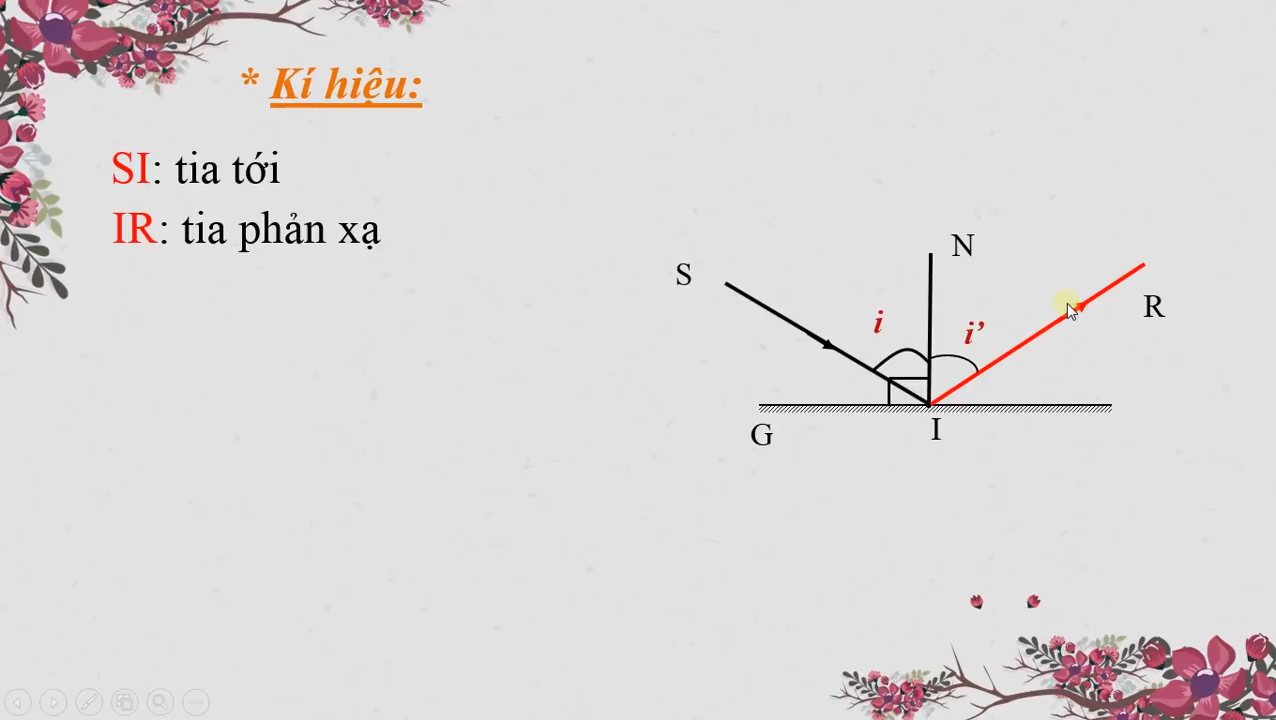 * Kí hiệu:
SI: tia tới
IR: tia phản xạ
N
S
R
i
i’
G
I